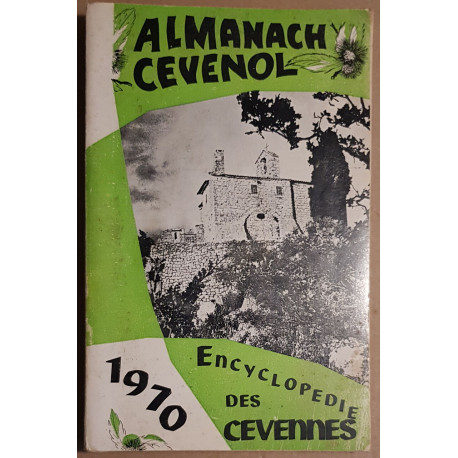 ALMANACH
CEVENOL
1970
ENCYCLOPEDIE
DES
CEVENNES